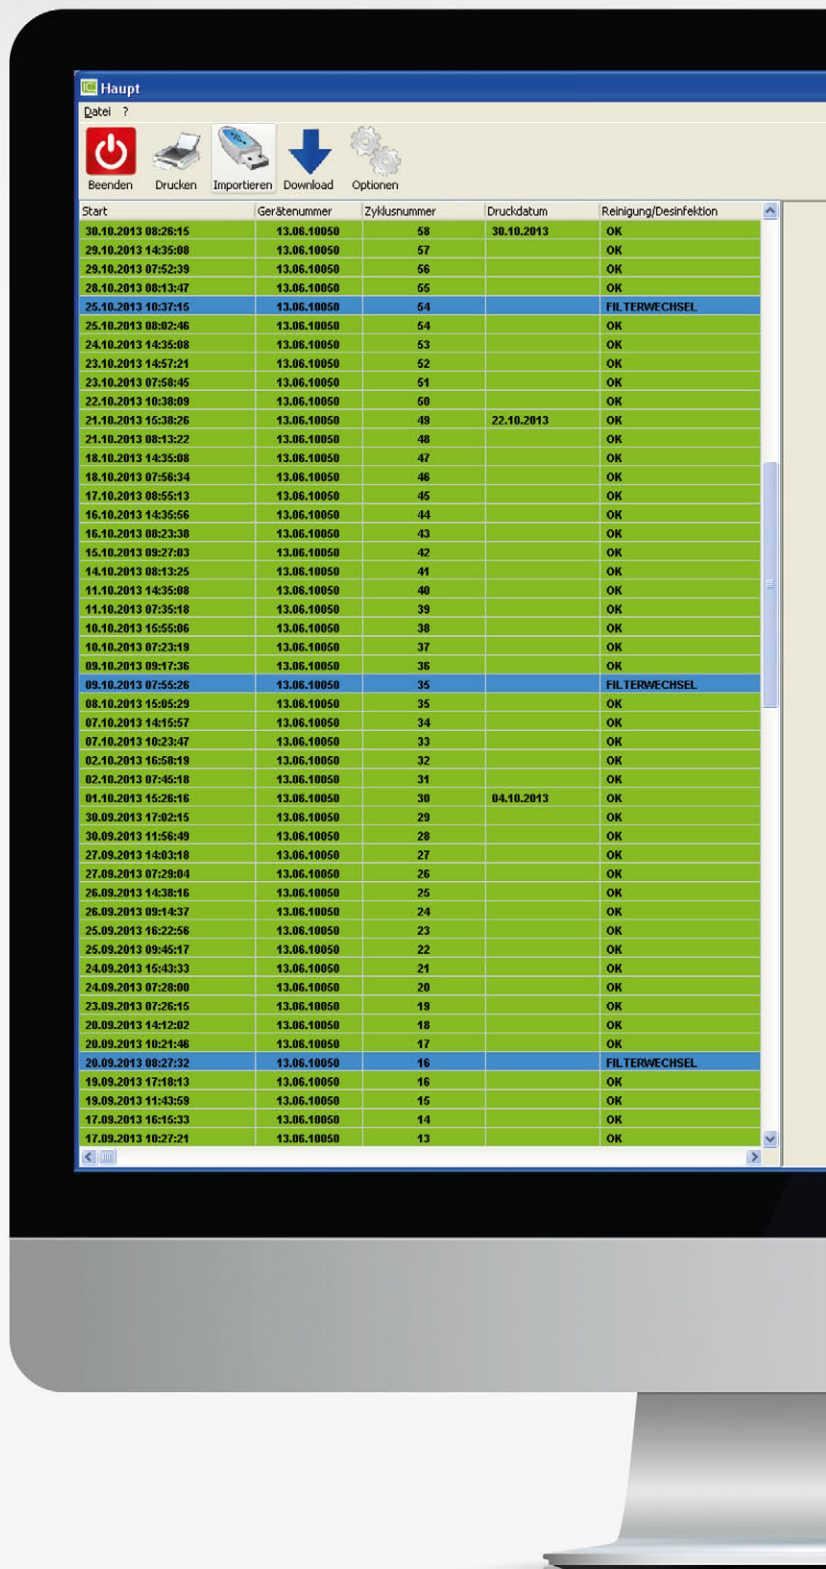 Haupt
Datei ?
Beenden Drucken Importieren Download Optionen
Start Gerätenummer Zyklusnummer Druckdatum Reinigung/Desinfektion
30.10.2013 08:26:15 13.06.10050 58 30.10.2013 OK
29.10.2013 14:35:08 13.06.10050 57 OK
29.10.2013 07:52:39 13.06.10050 56 OK
28.10.2013 08:13:47 13.06.10050 55 OK
25.10.2013 10:37:15 13.06.10050 54 FILTERWECHSEL
25.10.2013 08:02:46 13.06.10050 54 OK
24.10.2013 14:35:08 13.06.10050 53 OK
23.10.2013 14:57:21 13.06.10050 52 OK
23.10.2013 07:58:45 13.06.10050 51 OK
22.10.2013 10:38:09 13.06.10050 50 OK
21.10.2013 15:38:26 13.06.10050 49 22.10.2013 OK
21.10.2013 08:13:22 13.06.10050 48 OK
18.10.2013 14:35:08 13.06.10050 47 OK
18.10.2013 07:56:34 13.06.10050 46 OK
17.10.2013 08:55:13 13.06.10050 45 OK
16.10.2013 14:35:56 13.06.10050 44 OK
16.10.2013 08:23:38 13.06.10050 43 OK
15.10.2013 09:27:03 13.06.10050 42 OK
14.10.2013 08:13:25 13.06.10050 41 OK
11.10.2013 14:35:08 13.06.10050 40 OK
11.10.2013 07:35:18 13.06.10050 39 OK
10.10.2013 15:55:06 13.06.10050 38 OK
10.10.2013 07:23:19 13.06.10050 37 OK
09.10.2013 09:17:36 13.06.10050 36 OK
09.10.2013 07:55:26 13.06.10050 35 FILTERWECHSEL
08.10.2013 15:05:29 13.06.10050 35 OK
07.10.2013 14:15:57 13.06.10050 34 OK
07.10.2013 10:23:47 13.06.10050 33 OK
02.10.2013 16:58:19 13.06.10050 32 OK
02.10.2013 07:45:18 13.06.10050 31 OK
01.10.2013 15:26:16 13.06.10050 30 04.10.2013 OK
30.09.2013 17:02:15 13.06.10050 29 OK
30.09.2013 11:56:49 13.06.10050 28 OK
27.09.2013 14:03:18 13.06.10050 27 OK
27.09.2013 07:29:04 13.06.10050 26 OK
26.09.2013 14:38:16 13.06.10050 25 OK
26.09.2013 09:14:37 13.06.10050 24 OK
25.09.2013 16:22:56 13.06.10050 23 OK
25.09.2013 09:45:17 13.06.10050 22 OK
24.09.2013 15:43:33 13.06.10050 21 OK
24.09.2013 07:28:00 13.06.10050 20 OK
23.09.2013 07:26:15 13.06.10050 19 OK
20.09.2013 14:12:02 13.06.10050 18 OK
20.09.2013 10:21:46 13.06.10050 17 OK
20.09.2013 08:27:32 13.06.10050 16 FILTERWECHSEL
19.09.2013 17:18:13 13.06.10050 16 OK
19.09.2013 11:43:59 13.06.10050 15 OK
17.09.2013 16:15:33 13.06.10050 14 OK
17.09.2013 10:27:21 13.06.10050 13 OK